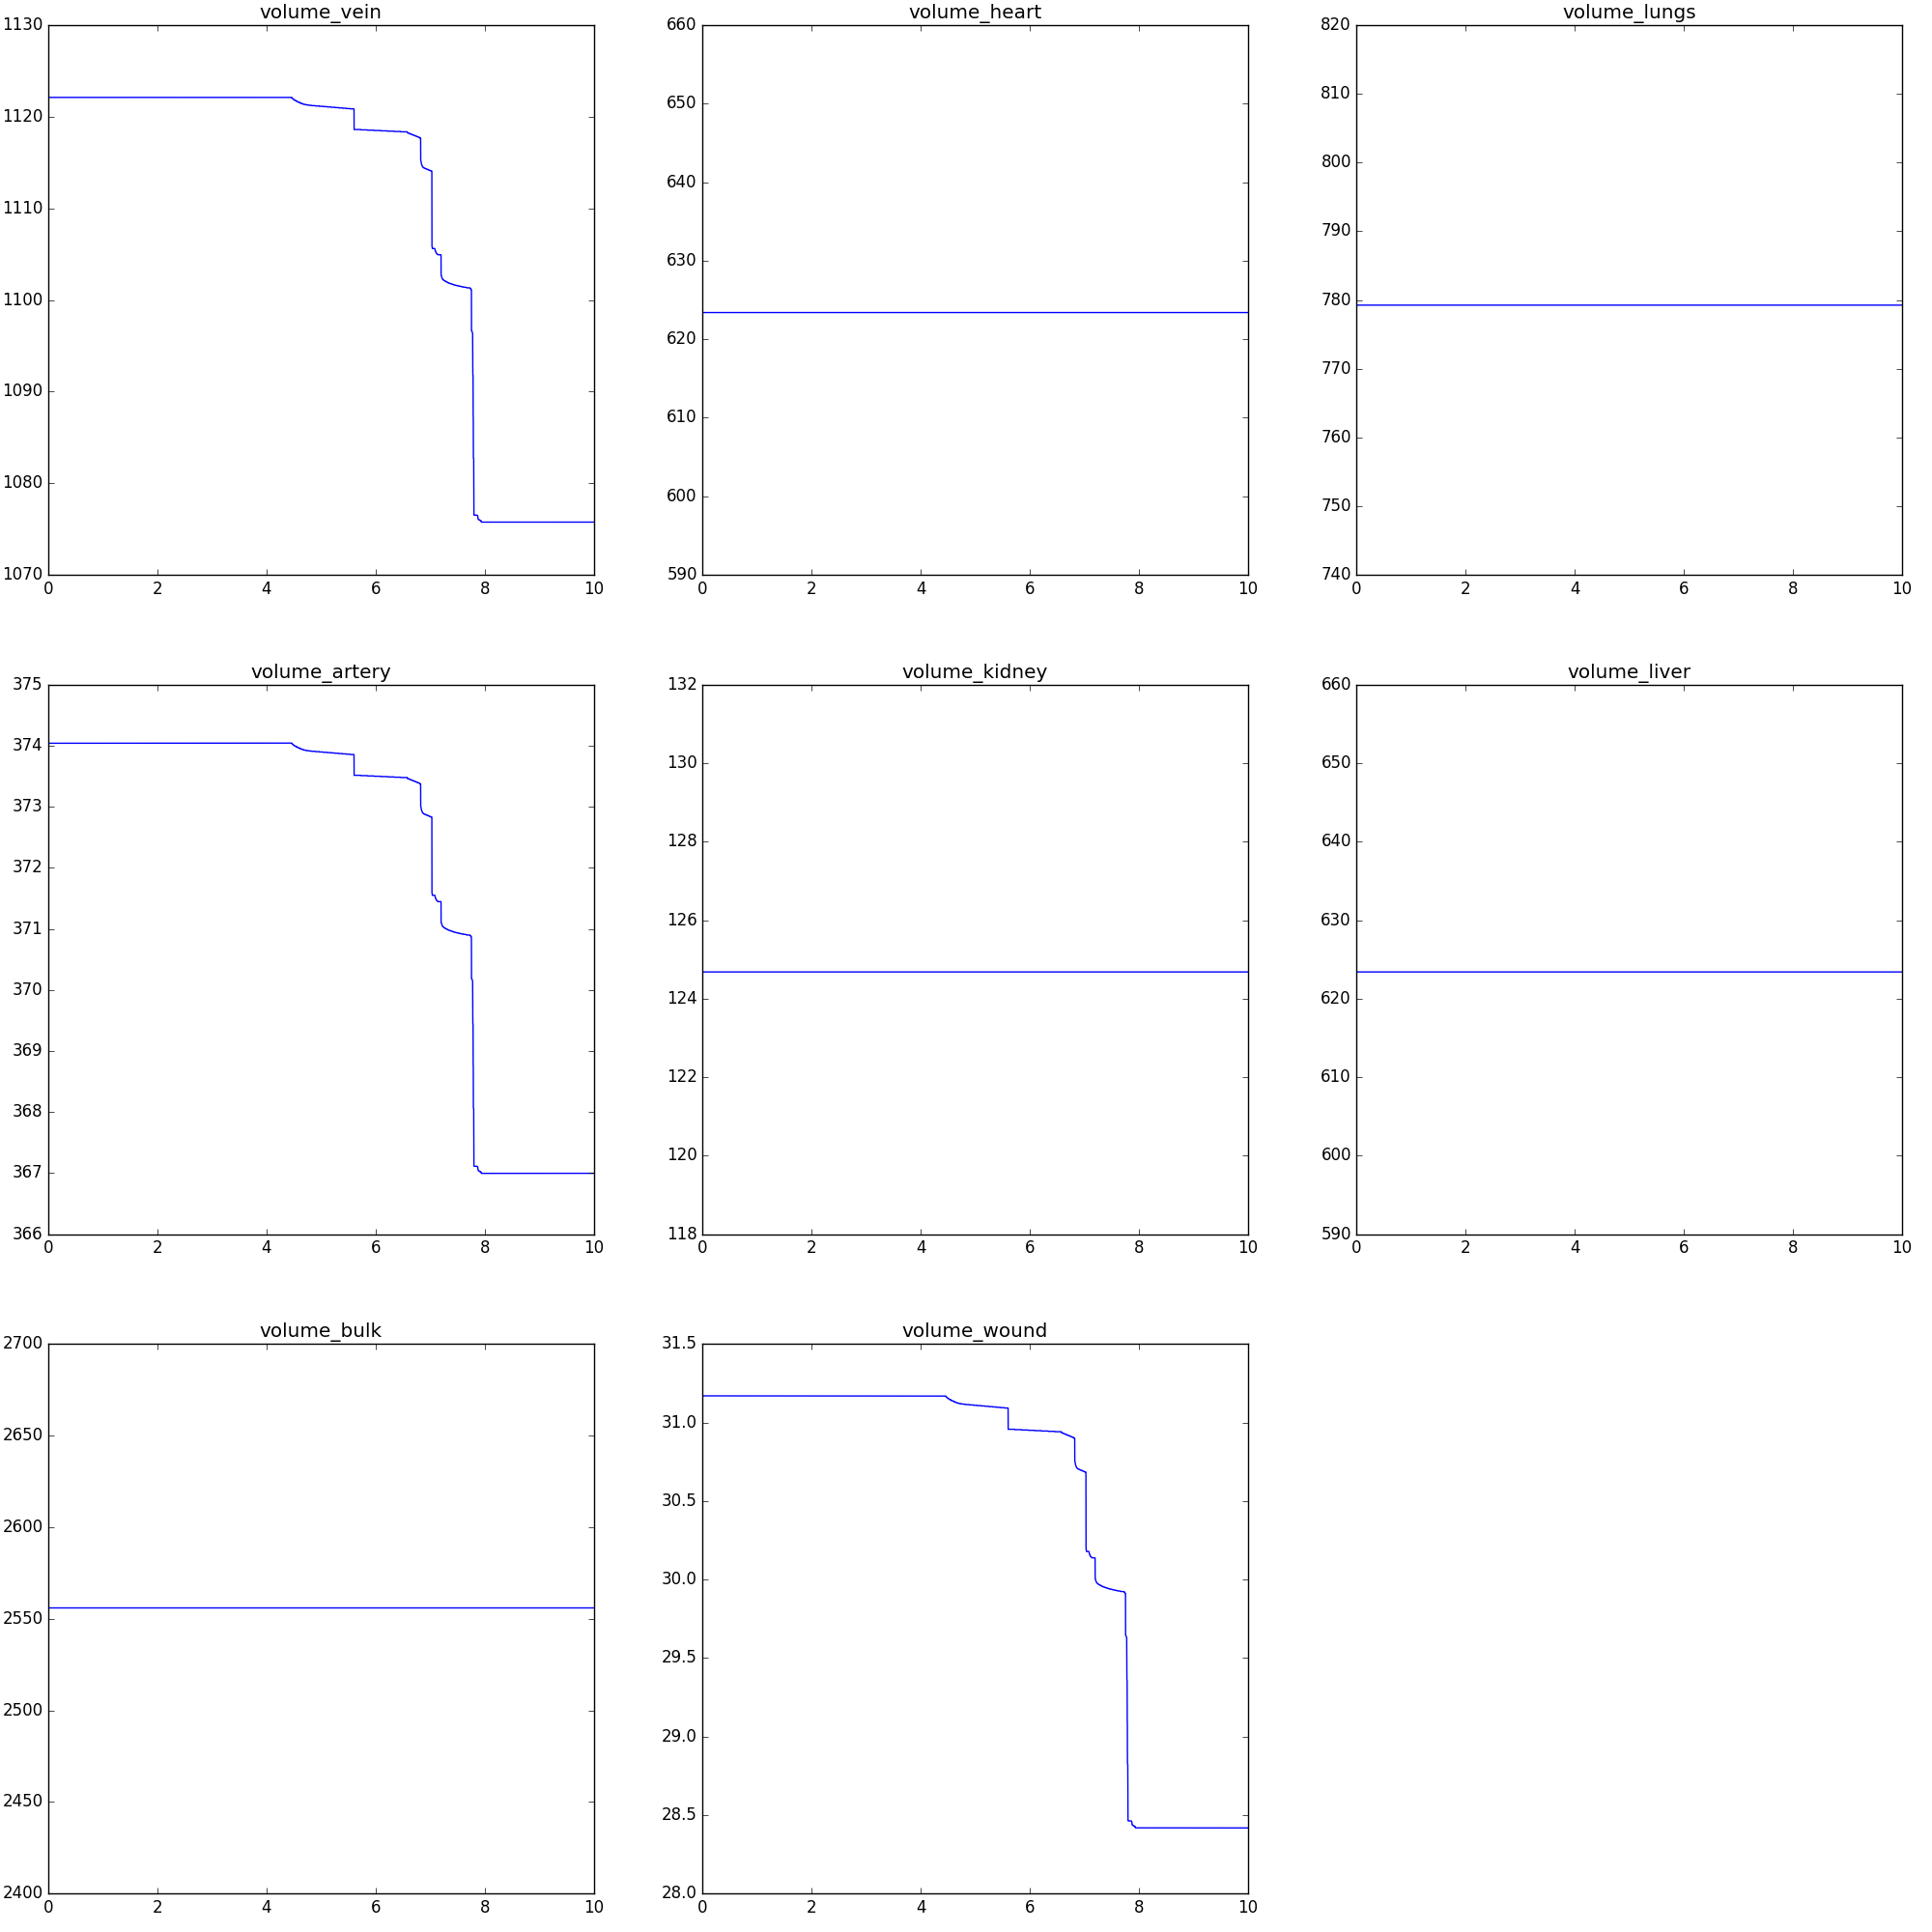 volume_vein volume_heart volume_lungs
1130 660 820
810
1120 650 800
1110 640 790
630
1100 780
620
1090 770
610 760
1080 600 750
1070 590 740
0 2 4 6 8 10 0 2 4 6 8 10 0 2 4 6 8 10
volume_artery volume_kidney volume_liver
375 132 660
374 130 650
373 128 640
372
126 630
371
370 124 620
369 122 610
368
120 600
367
366 118 590
0 2 4 6 8 10 0 2 4 6 8 10 0 2 4 6 8 10
volume_bulk volume_wound
2700 31.5
2650 31.0
2600 30.5
30.0
2550 29.5
2500 29.0
2450 28.5
2400 28.0
0 2 4 6 8 10 0 2 4 6 8 10